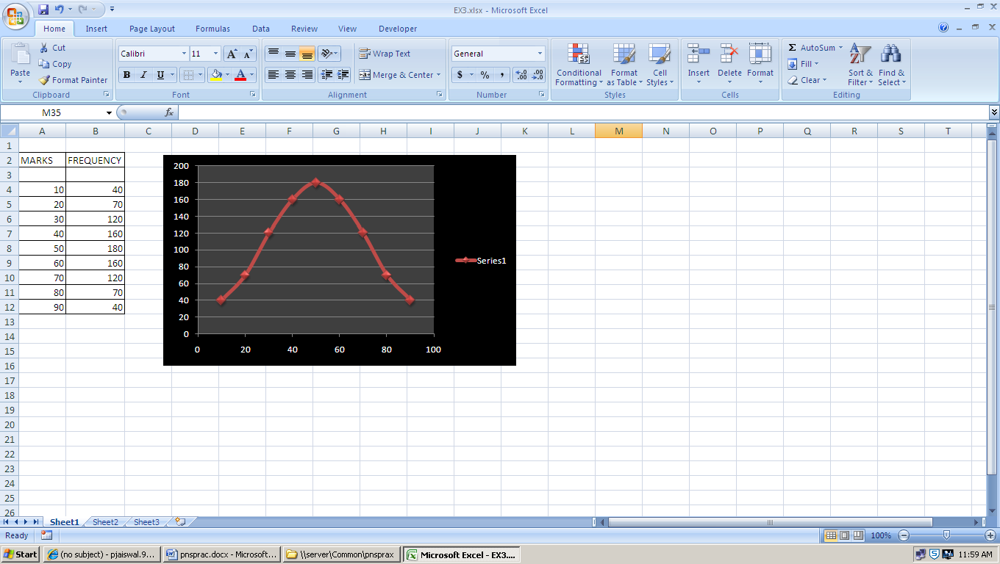 EX3.xlsx - Microsoft Excel
Home Insert Page Layout Formulas Data Review View Developer
Paste
Cut
Copy
Format Painter
Clipboard
Calibri 11 A A
B I U A
Font
Wrap Text
Merge & Center
Alignment
General
$ % , .0 .00 .00 .0
Number
Conditional Formatting
Format as Table
Cell Styles
Styles
Insert Delete Format
Cells
Σ AutoSum
Fill
Clear
Sort & Filter
Find & Select
Editing
M35 fx
A B C D E F G H I J K L M N O P Q R S T
1
2 MARKS FREQUENCY
3
4 10 40
5 20 70
6 30 120
7 40 160
8 50 180
9 60 160
10 70 120
11 80 70
12 90 40
13
14
15
16
17
18
19
20
21
22
23
24
25
26
200
180
160
140
120
100
80
60
40
20
0
0 20 40 60 80 100
Series1
Sheet1 Sheet2 Sheet3
Ready 100%
Start (no subject) - pjaiswal.9... pnsprac.docx - Microsoft... \\server\Common\pnsprax Microsoft Excel - EX3.... 11:59 AM